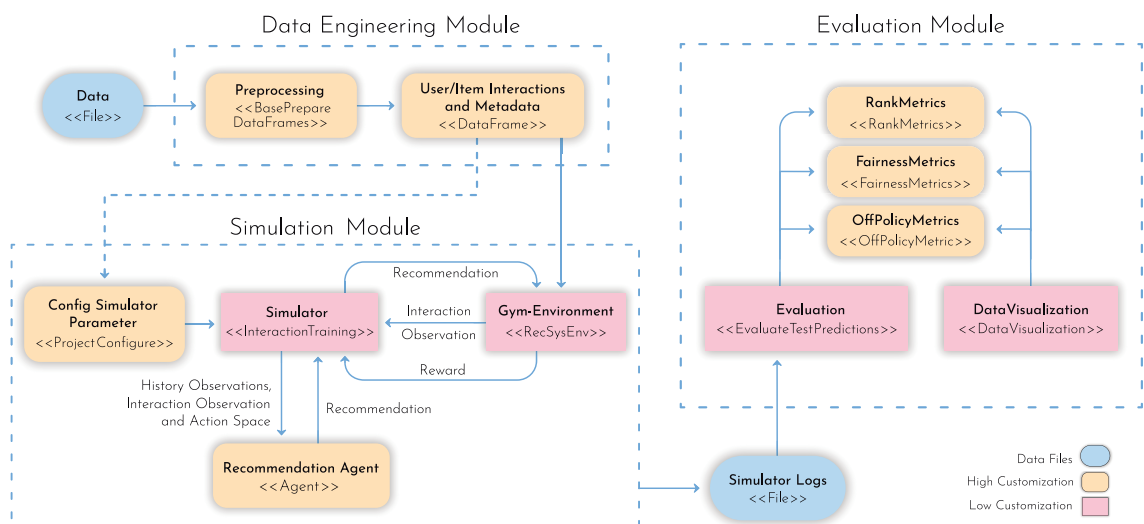 Data Engineering Module
Data
<<File>>
Preprocessing
<<BasePrepare
DataFrames>>
User/Item Interactions
and Metadata
<<DataFrame>>
Simulation Module
Config Simulator
Parameter
<<ProjectConfigure>>
Simulator
<<InteractionTraining>>
Recommendation
Interaction
Observation
Reward
Gym-Environment
<<RecSysEnv>>
History Observations,
Interaction Observation
and Action Space
Recommendation
Recommendation Agent
<<Agent>>
Evaluation Module
RankMetrics
<<RankMetrics>>
FairnessMetrics
<<FairnessMetrics>>
OffPolicyMetrics
<<OffPolicyMetric>>
Evaluation
<<EvaluateTestPredictions>>
DataVisualization
<<DataVisualization>>
Simulator Logs
<<File>>
Data Files
High Customization
Low Customization